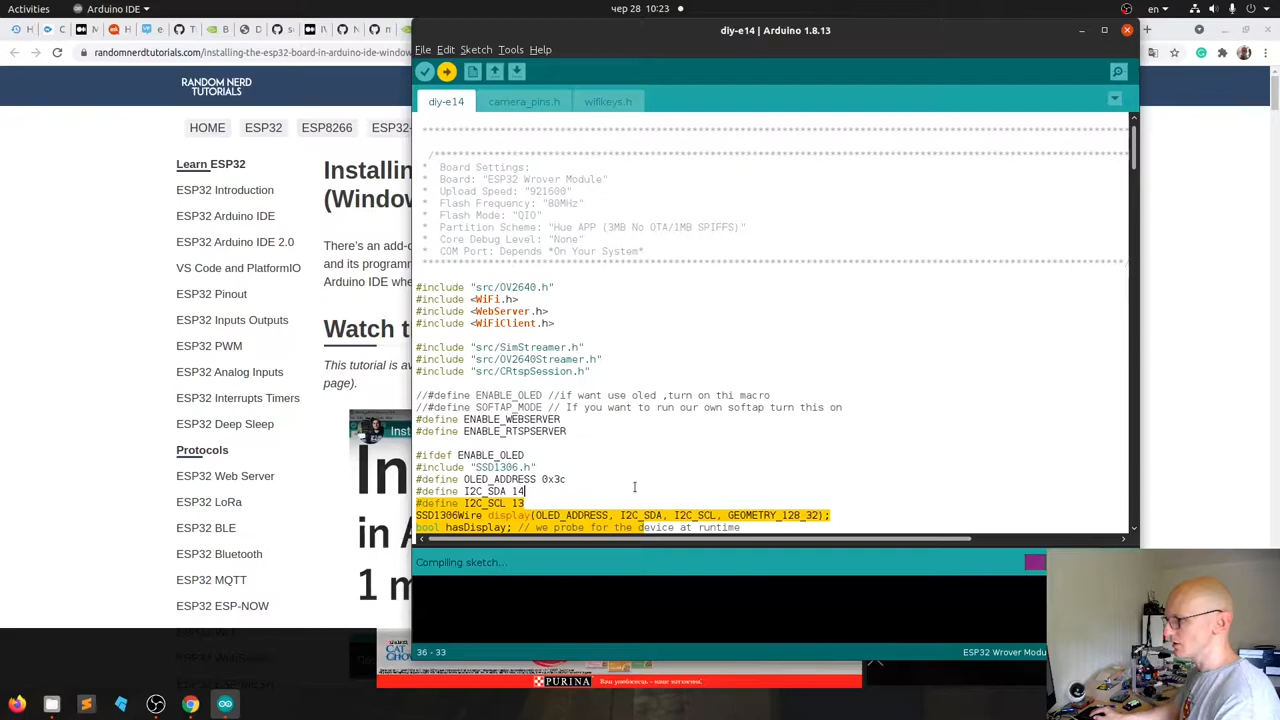 Activities
Arduino IDE
чер 28 10:23
en
diy-e14 | Arduino 1.8.13
randomnerdtutorials.com/installing-the-esp32-board-in-arduino-ide-window
File Edit Sketch Tools Help
RANDOM NERD
TUTORIALS
HOME ESP32 ESP8266 ESP32-
Learn ESP32
ESP32 Introduction
ESP32 Arduino IDE
ESP32 Arduino IDE 2.0
VS Code and PlatformIO
ESP32 Pinout
ESP32 Inputs Outputs
ESP32 PWM
ESP32 Analog Inputs
ESP32 Interrupts Timers
ESP32 Deep Sleep
Protocols
ESP32 Web Server
ESP32 LoRa
ESP32 BLE
ESP32 Bluetooth
ESP32 MQTT
ESP32 ESP-NOW
Installing
(Window
There's an add-o
and its programm
Arduino IDE whe
Watch t
This tutorial is av
page).
Inst
In
in A
1 m
diy-e14 camera_pins.h wifikeys.h
* Board Settings:
* Board: "ESP32 Wrover Module"
* Upload Speed: "921600"
* Flash Frequency: "80MHz"
* Flash Mode: "QIO"
* Partition Scheme: "Hue APP (3MB No OTA/1MB SPIFFS)"
* Core Debug Level: "None"
* COM Port: Depends *On Your System*
#include "src/OV2640.h"
#include <WiFi.h>
#include <WebServer.h>
#include <WiFiClient.h>
#include "src/SimStreamer.h"
#include "src/OV2640Streamer.h"
#include "src/CRtspSession.h"
//#define ENABLE_OLED //if want use oled ,turn on thi macro
//#define SOFTAP_MODE // If you want to run our own softap turn this on
#define ENABLE_WEBSERVER
#define ENABLE_RTSPSERVER
#ifdef ENABLE_OLED
#include "SSD1306.h"
#define OLED_ADDRESS 0x3c
#define I2C_SDA 14
#define I2C_SCL 13
SSD1306Wire display(OLED_ADDRESS, I2C_SDA, I2C_SCL, GEOMETRY_128_32);
bool hasDisplay; // we probe for the device at runtime
Compiling sketch...
36 - 33
ESP32 Wrover Modu
CAT
CHOW
PURINA